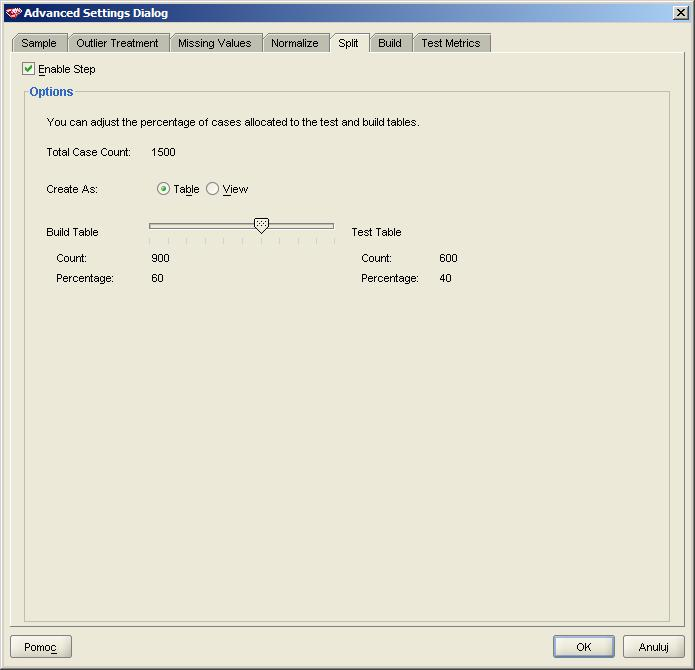 Advanced Settings Dialog
Sample Outlier Treatment Missing Values Normalize Split Build Test Metrics
Enable Step
Options
You can adjust the percentage of cases allocated to the test and build tables.
Total Case Count: 1500
Create As: Table View
Build Table Test Table
Count: 900 Count: 600
Percentage: 60 Percentage: 40
Pomoc OK Anuluj